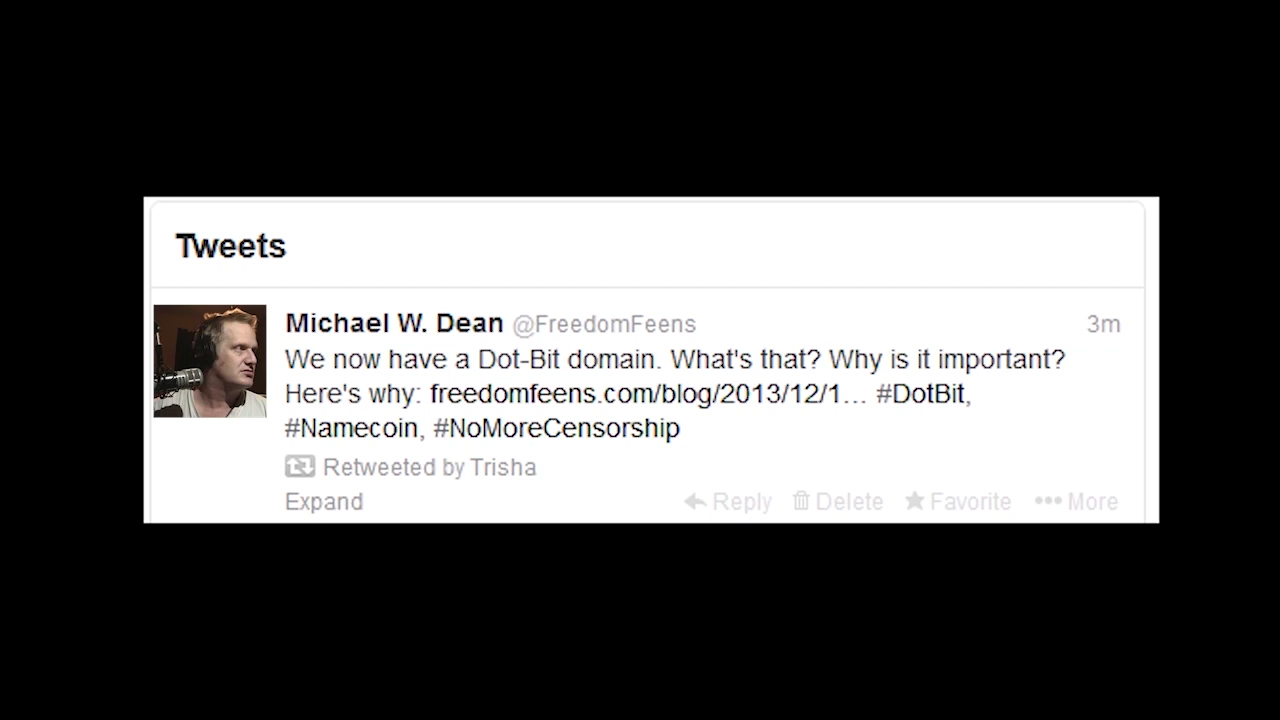 Tweets
Michael W. Dean @FreedomFeens 3m
We now have a Dot-Bit domain. What's that? Why is it important?
Here's why: freedomfeens.com/blog/2013/12/1... #DotBit,
#Namecoin, #NoMoreCensorship
Retweeted by Trisha
Expand Reply Delete Favorite More